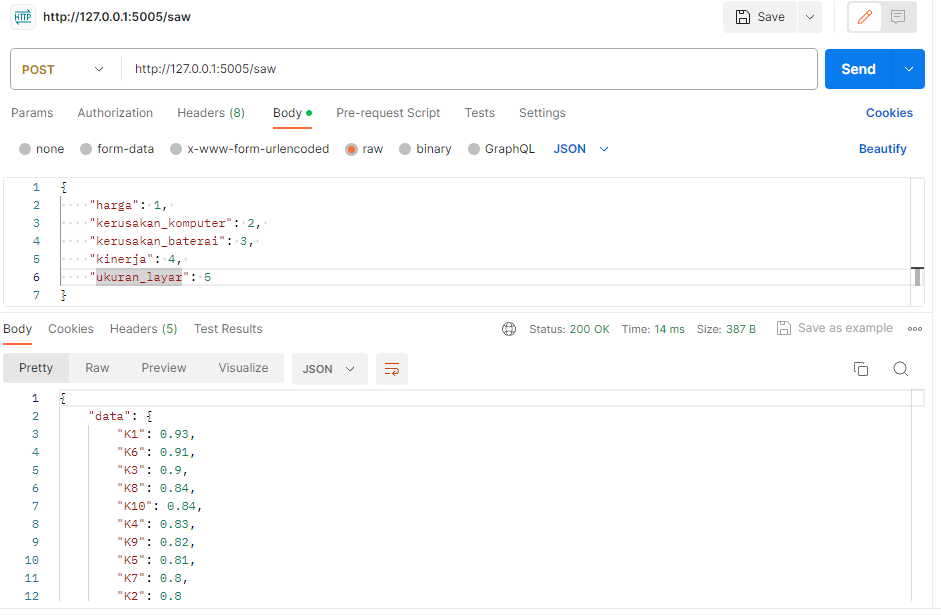 HTTP http://127.0.0.1:5005/saw Save
POST http://127.0.0.1:5005/saw Send
Params Authorization Headers (8) Body Pre-request Script Tests Settings Cookies
none form-data x-www-form-urlencoded raw binary GraphQL JSON Beautify
1 {
2 "harga": 1,
3 "kerusakan_komputer": 2,
4 "kerusakan_baterai": 3,
5 "kinerja": 4,
6 "ukuran_layar": 5
7 }
Body Cookies Headers (5) Test Results Status: 200 OK Time: 14 ms Size: 387 B Save as example
Pretty Raw Preview Visualize JSON
1 {
2 "data": {
3 "K1": 0.93,
4 "K6": 0.91,
5 "K3": 0.9,
6 "K8": 0.84,
7 "K10": 0.84,
8 "K4": 0.83,
9 "K9": 0.82,
10 "K5": 0.81,
11 "K7": 0.8,
12 "K2": 0.8